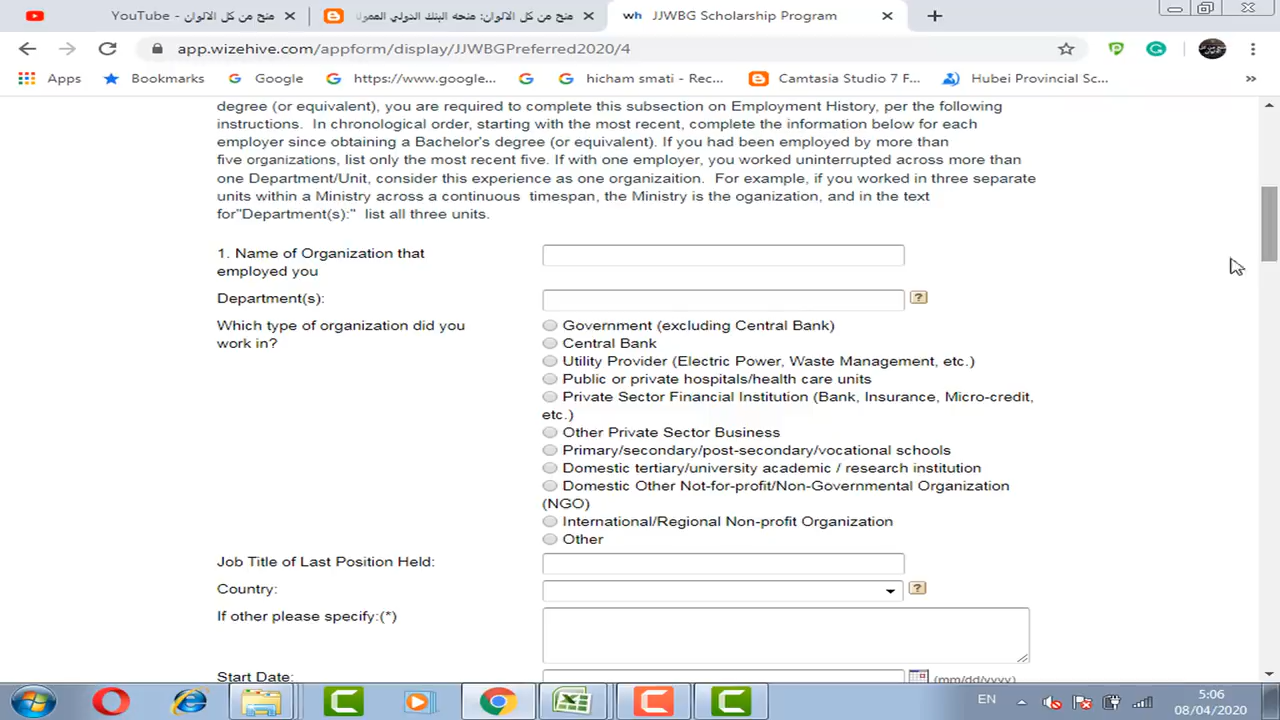 YouTube - منح من كل الالوان
منح من كل الالوان: منحة البنك الدولي
wh JJWBG Scholarship Program
app.wizehive.com/appform/display/JJWBGPreferred2020/4
Apps Bookmarks Google https://www.google... hicham smati - Rec... Camtasia Studio 7 F... Hubei Provincial Sc... »
degree (or equivalent), you are required to complete this subsection on Employment History, per the following
instructions. In chronological order, starting with the most recent, complete the information below for each
employer since obtaining a Bachelor's degree (or equivalent). If you had been employed by more than
five organizations, list only the most recent five. If with one employer, you worked uninterrupted across more than
one Department/Unit, consider this experience as one organizaition. For example, if you worked in three separate
units within a Ministry across a continuous timespan, the Ministry is the oganization, and in the text
for"Department(s):" list all three units.
1. Name of Organization that
employed you
Department(s):
?
Which type of organization did you
work in?
Government (excluding Central Bank)
Central Bank
Utility Provider (Electric Power, Waste Management, etc.)
Public or private hospitals/health care units
Private Sector Financial Institution (Bank, Insurance, Micro-credit,
etc.)
Other Private Sector Business
Primary/secondary/post-secondary/vocational schools
Domestic tertiary/university academic / research institution
Domestic Other Not-for-profit/Non-Governmental Organization
(NGO)
International/Regional Non-profit Organization
Other
Job Title of Last Position Held:
Country:
?
If other please specify:(*)
Start Date:
(mm/dd/yyyy)
EN
5:06
08/04/2020